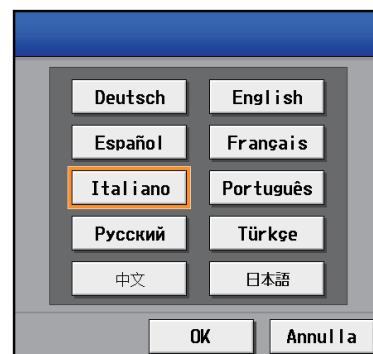 Deutsch English
Español Français
Italiano Português
Русский Türkçe
中文 日本語
OK Annulla